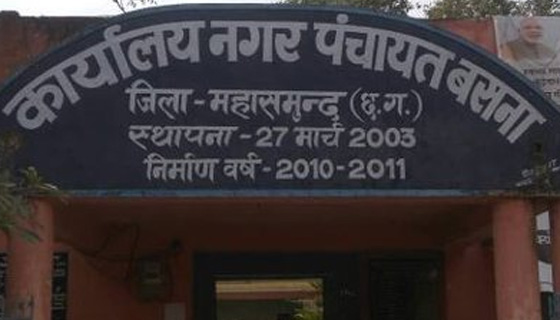 कार्यालय नगर पंचायत बसना
जिला - महासमुन्द (छ.ग.)
स्थापना - 27 मार्च 2003
निर्माण वर्ष - 2010-2011